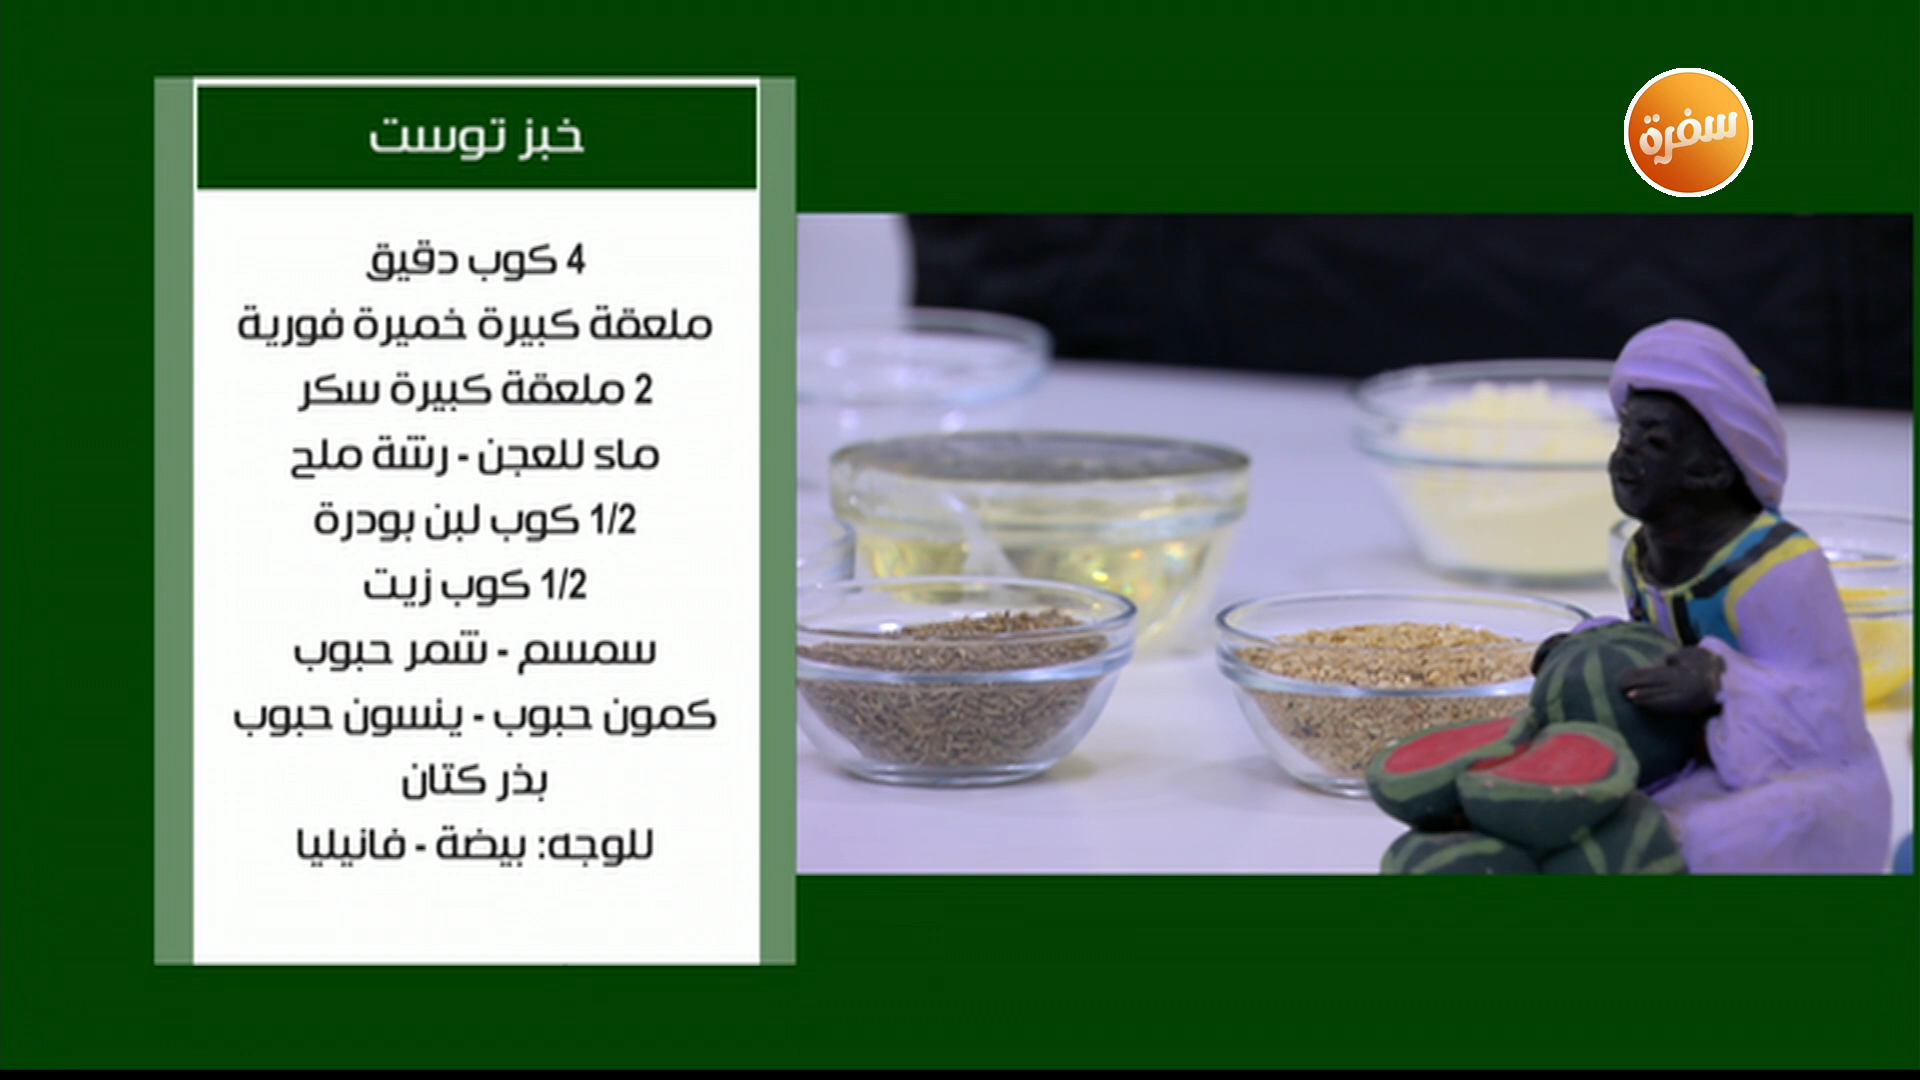 سفرة
خبز توست
4 كوب دقيق
ملعقة كبيرة خميرة فورية
2 ملعقة كبيرة سكر
ماء للعجن - رشة ملح
1/2 كوب لبن بودرة
1/2 كوب زيت
سمسم - شمر حبوب
كمون حبوب - ينسون حبوب
بذر كتان
للوجه: بيضة - فانيليا